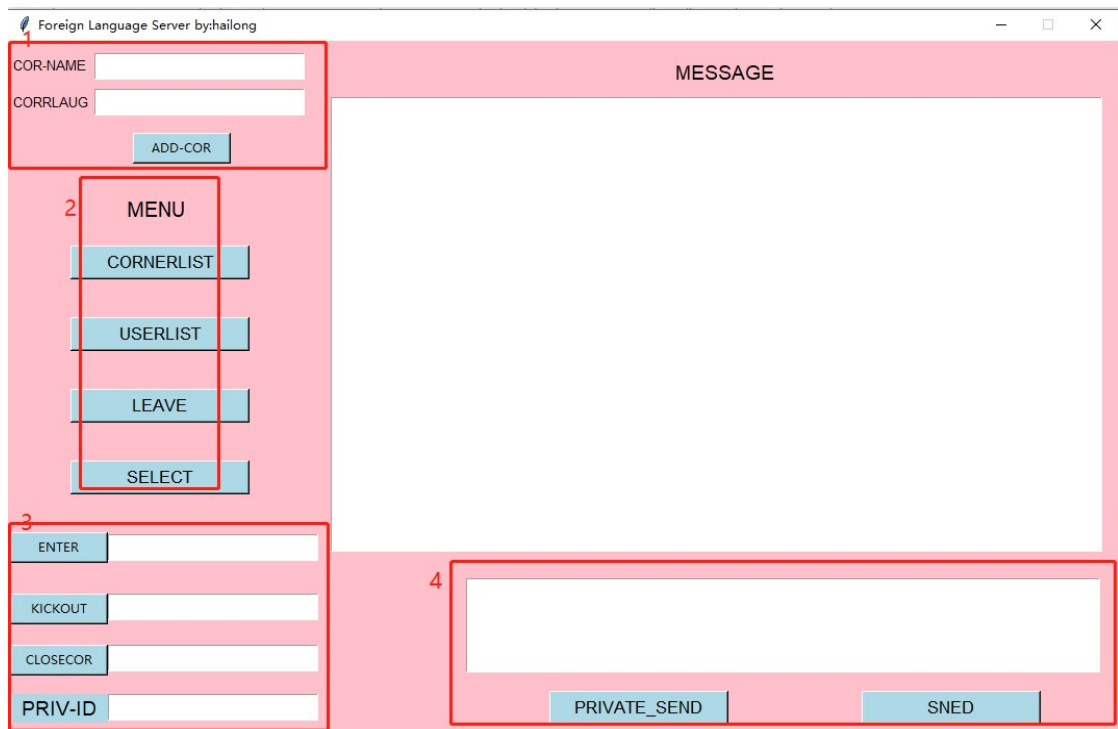 Foreign Language Server by:hailong
1
COR-NAME
CORRLAUG
ADD-COR
MESSAGE
2
MENU
CORNERLIST
USERLIST
LEAVE
SELECT
3
ENTER
KICKOUT
CLOSECOR
PRIV-ID
4
PRIVATE_SEND
SNED